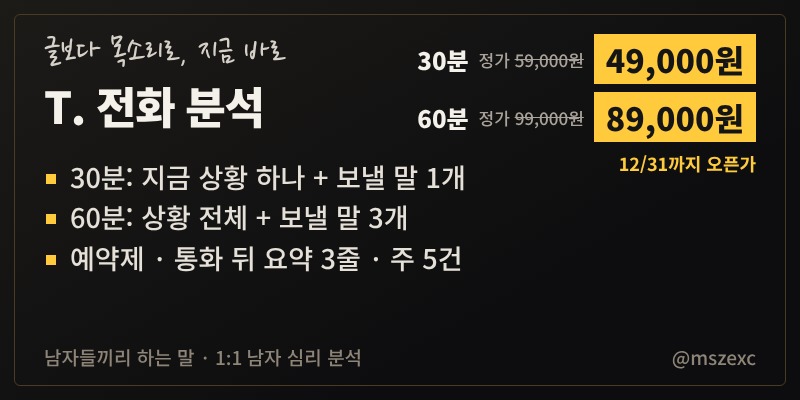 글보다 목소리로, 지금 바로
T. 전화 분석
30분 정가 59,000원 49,000원
60분 정가 99,000원 89,000원
12/31까지 오픈가
30분: 지금 상황 하나 + 보낼 말 1개
60분: 상황 전체 + 보낼 말 3개
예약제 · 통화 뒤 요약 3줄 · 주 5건
남자들끼리 하는 말 · 1:1 남자 심리 분석
@mszexc